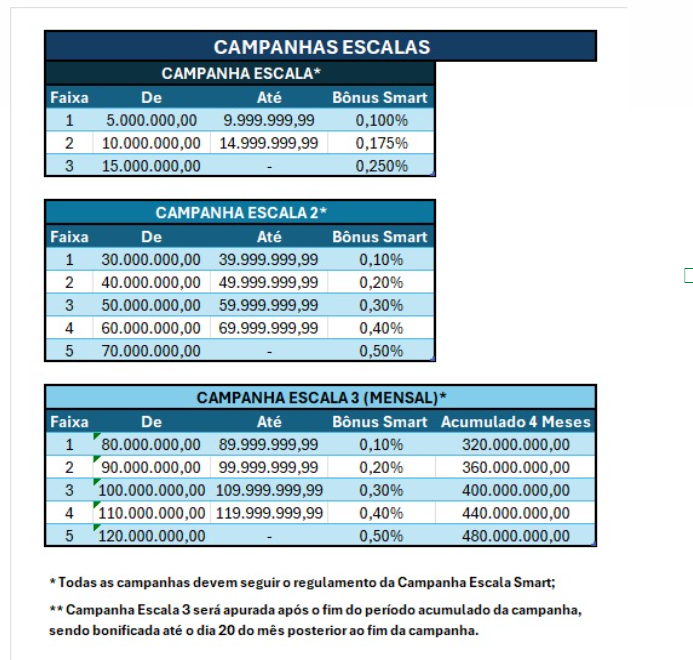 CAMPANHAS ESCALAS
CAMPANHA ESCALA*
Faixa De Até Bônus Smart
1 5.000.000,00 9.999.999,99 0,100%
2 10.000.000,00 14.999.999,99 0,175%
3 15.000.000,00 - 0,250%
CAMPANHA ESCALA 2*
Faixa De Até Bônus Smart
1 30.000.000,00 39.999.999,99 0,10%
2 40.000.000,00 49.999.999,99 0,20%
3 50.000.000,00 59.999.999,99 0,30%
4 60.000.000,00 69.999.999,99 0,40%
5 70.000.000,00 - 0,50%
CAMPANHA ESCALA 3 (MENSAL)*
Faixa De Até Bônus Smart Acumulado 4 Meses
1 80.000.000,00 89.999.999,99 0,10% 320.000.000,00
2 90.000.000,00 99.999.999,99 0,20% 360.000.000,00
3 100.000.000,00 109.999.999,99 0,30% 400.000.000,00
4 110.000.000,00 119.999.999,99 0,40% 440.000.000,00
5 120.000.000,00 - 0,50% 480.000.000,00
* Todas as campanhas devem seguir o regulamento da Campanha Escala Smart;
** Campanha Escala 3 será apurada após o fim do período acumulado da campanha,
sendo bonificada até o dia 20 do mês posterior ao fim da campanha.